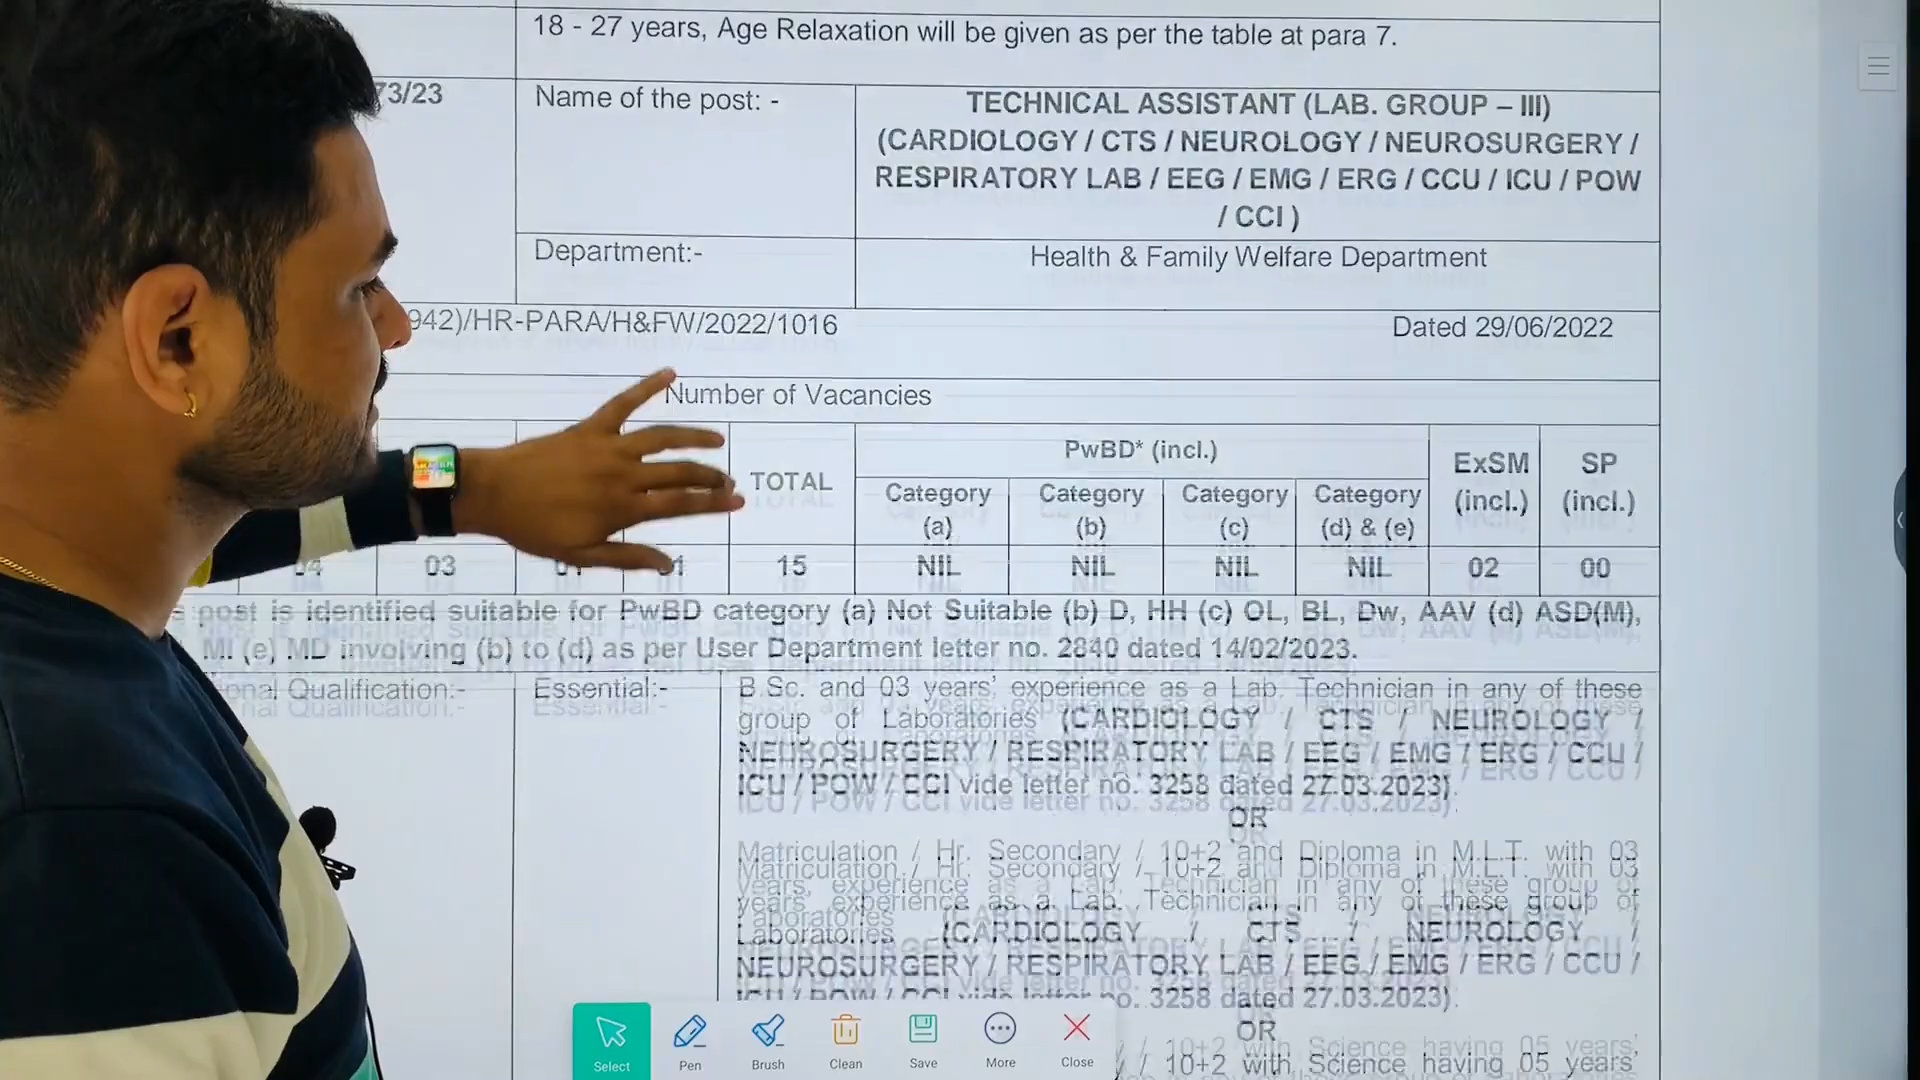 18 - 27 years, Age Relaxation will be given as per the table at para 7.
73/23
Name of the post: -
TECHNICAL ASSISTANT (LAB. GROUP – III)
(CARDIOLOGY / CTS / NEUROLOGY / NEUROSURGERY /
RESPIRATORY LAB / EEG / EMG / ERG / CCU / ICU / POW
/ CCI )
Department:-
Health & Family Welfare Department
942)/HR-PARA/H&FW/2022/1016
Dated 29/06/2022
Number of Vacancies
TOTAL
PwBD* (incl.)
ExSM
(incl.)
SP
(incl.)
Category
(a)
Category
(b)
Category
(c)
Category
(d) & (e)
03
15
NIL
NIL
NIL
NIL
02
00
post is identified suitable for PwBD category (a) Not Suitable (b) D, HH (c) OL, BL, Dw, AAV (d) ASD(M),
MI (e) MD involving (b) to (d) as per User Department letter no. 2840 dated 14/02/2023.
onal Qualification:-
Essential:-
B.Sc. and 03 years' experience as a Lab. Technician in any of these
group of Laboratories (CARDIOLOGY / CTS / NEUROLOGY /
NEUROSURGERY / RESPIRATORY LAB / EEG / EMG / ERG / CCU /
ICU / POW / CCI vide letter no. 3258 dated 27.03.2023).
OR
Matriculation / Hr. Secondary / 10+2 and Diploma in M.L.T. with 03
years, experience as a Lab. Technician in any of these group of
Laboratories (CARDIOLOGY / CTS / NEUROLOGY /
NEUROSURGERY / RESPIRATORY LAB / EEG / EMG / ERG / CCU /
ICU / POW / CCI vide letter no. 3258 dated 27.03.2023).
OR
/ 10+2 with Science having 05 years'
Select
Pen
Brush
Clean
Save
More
Close